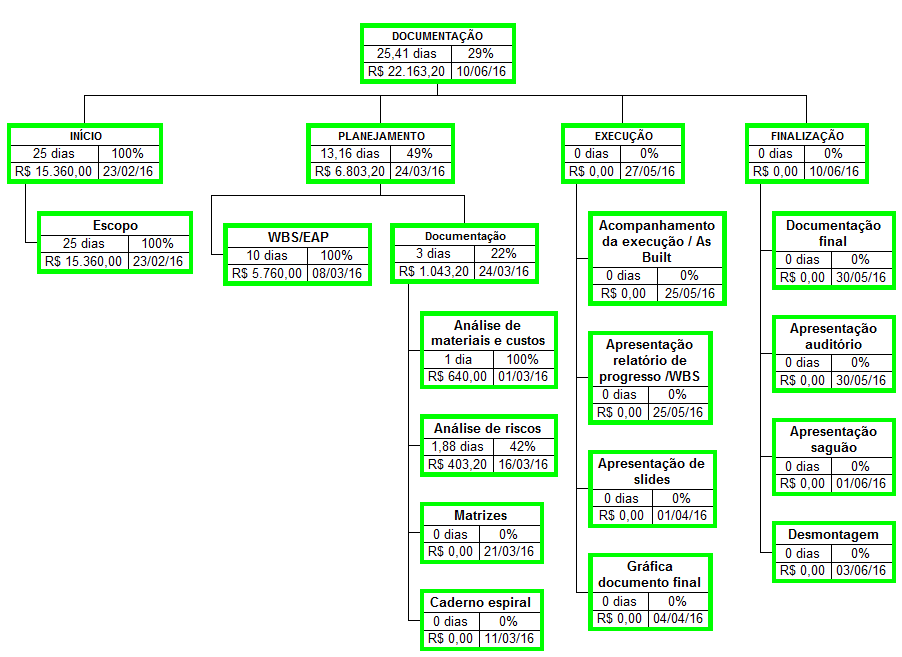 DOCUMENTAÇÃO
25,41 dias 29%
R$ 22.163,20 10/06/16
INÍCIO
25 dias 100%
R$ 15.360,00 23/02/16
Escopo
25 dias 100%
R$ 15.360,00 23/02/16
PLANEJAMENTO
13,16 dias 49%
R$ 6.803,20 24/03/16
WBS/EAP
10 dias 100%
R$ 5.760,00 08/03/16
Documentação
3 dias 22%
R$ 1.043,20 24/03/16
Análise de
materiais e custos
1 dia 100%
R$ 640,00 01/03/16
Análise de riscos
1,88 dias 42%
R$ 403,20 16/03/16
Matrizes
0 dias 0%
R$ 0,00 21/03/16
Caderno espiral
0 dias 0%
R$ 0,00 11/03/16
EXECUÇÃO
0 dias 0%
R$ 0,00 27/05/16
Acompanhamento
da execução / As
Built
0 dias 0%
R$ 0,00 25/05/16
Apresentação
relatório de
progresso /WBS
0 dias 0%
R$ 0,00 25/05/16
Apresentação de
slides
0 dias 0%
R$ 0,00 01/04/16
Gráfica
documento final
0 dias 0%
R$ 0,00 04/04/16
FINALIZAÇÃO
0 dias 0%
R$ 0,00 10/06/16
Documentação
final
0 dias 0%
R$ 0,00 30/05/16
Apresentação
auditório
0 dias 0%
R$ 0,00 30/05/16
Apresentação
saguão
0 dias 0%
R$ 0,00 01/06/16
Desmontagem
0 dias 0%
R$ 0,00 03/06/16